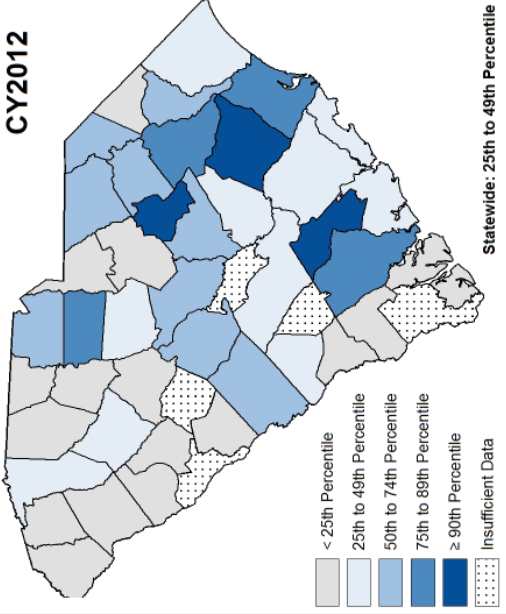 CY2012
< 25th Percentile
25th to 49th Percentile
50th to 74th Percentile
75th to 89th Percentile
≥ 90th Percentile
Insufficient Data
Statewide: 25th to 49th Percentile